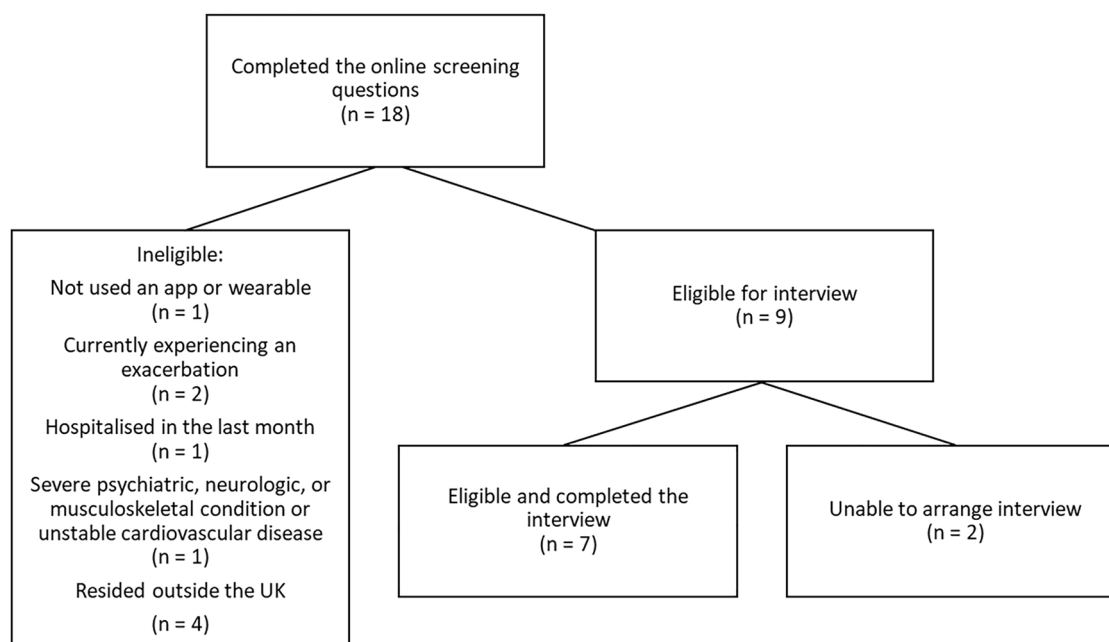 Completed the online screening
questions
(n = 18)
Ineligible:
Not used an app or wearable
(n = 1)
Currently experiencing an
exacerbation
(n = 2)
Hospitalised in the last month
(n = 1)
Severe psychiatric, neurologic, or
musculoskeletal condition or
unstable cardiovascular disease
(n = 1)
Resided outside the UK
(n = 4)
Eligible for interview
(n = 9)
Eligible and completed the
interview
(n = 7)
Unable to arrange interview
(n = 2)